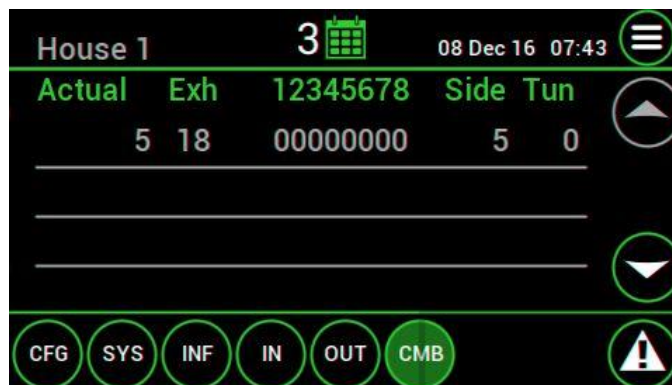 House 1 3 08 Dec 16 07:43
Actual Exh 12345678 Side Tun
5 18 00000000 5 0
CFG SYS INF IN OUT CMB